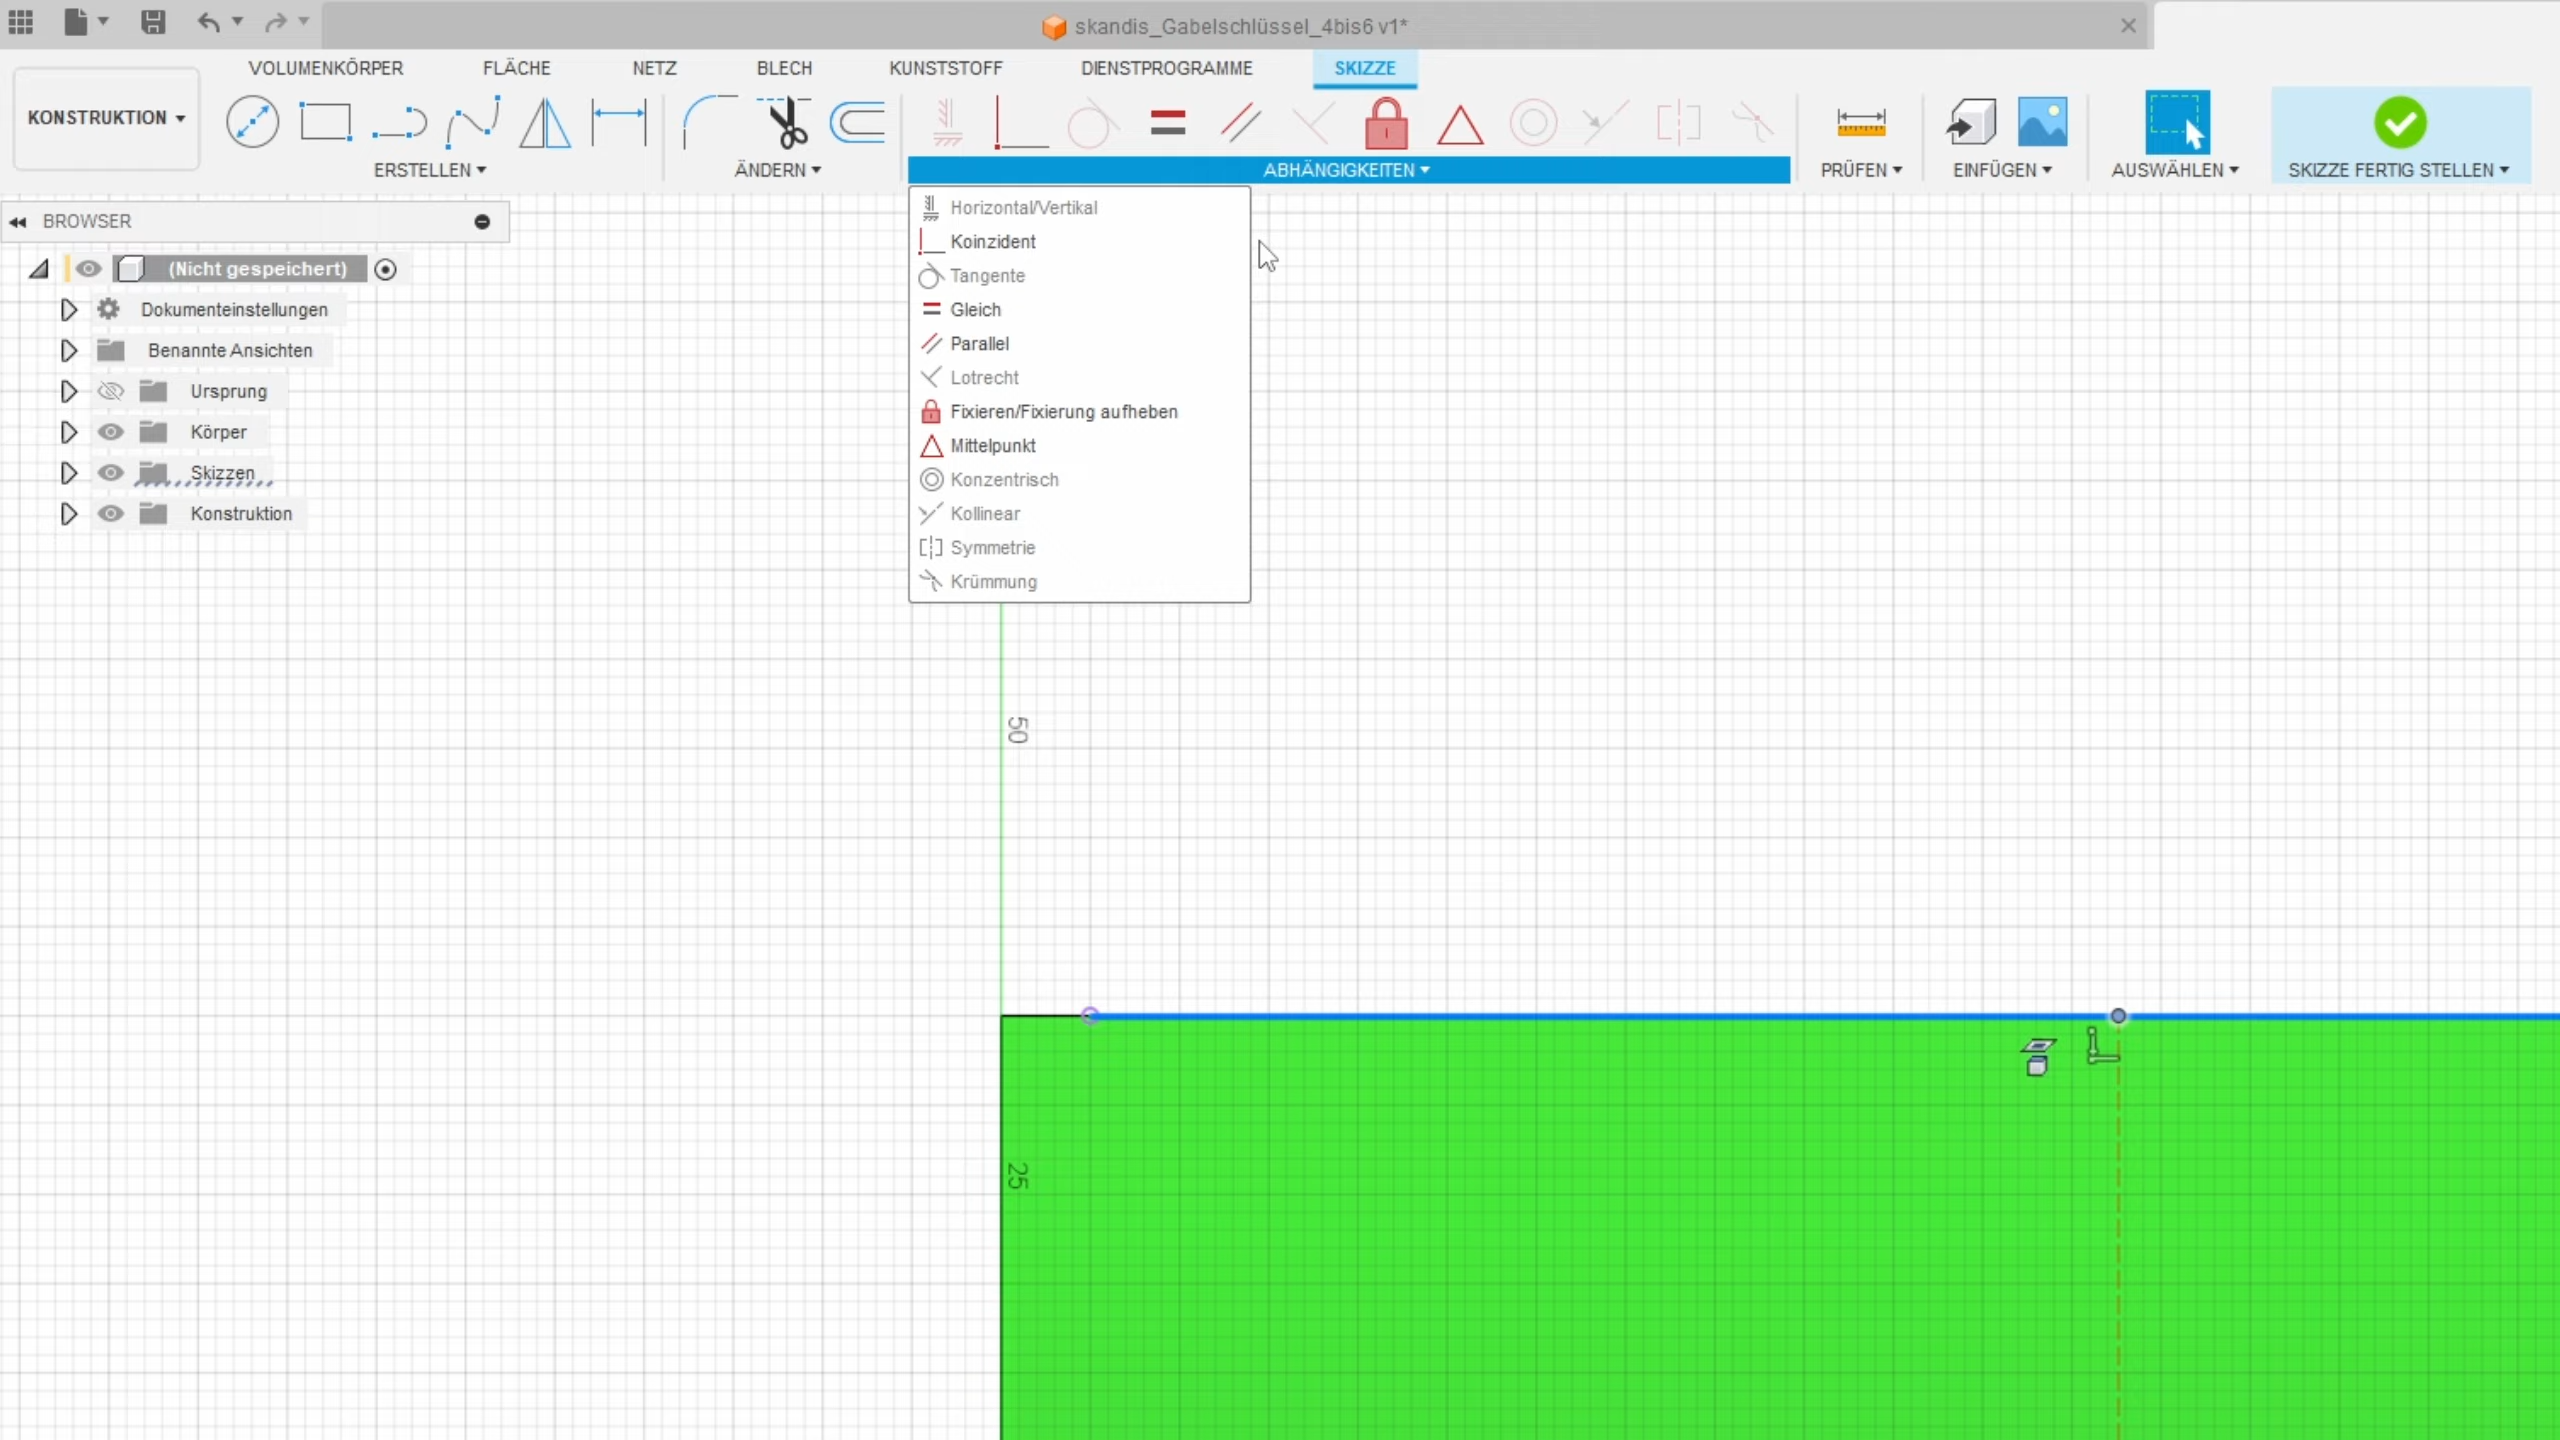 skandis_Gabelschlüssel_4bis6 v1*
VOLUMENKÖRPER FLÄCHE NETZ BLECH KUNSTSTOFF DIENSTPROGRAMME SKIZZE
KONSTRUKTION
ERSTELLEN ÄNDERN ABHÄNGIGKEITEN PRÜFEN EINFÜGEN AUSWÄHLEN SKIZZE FERTIG STELLEN
BROWSER
(Nicht gespeichert)
Dokumenteinstellungen
Benannte Ansichten
Ursprung
Körper
Skizzen
Konstruktion
Horizontal/Vertikal
Koinzident
Tangente
Gleich
Parallel
Lotrecht
Fixieren/Fixierung aufheben
Mittelpunkt
Konzentrisch
Kollinear
Symmetrie
Krümmung
50
25